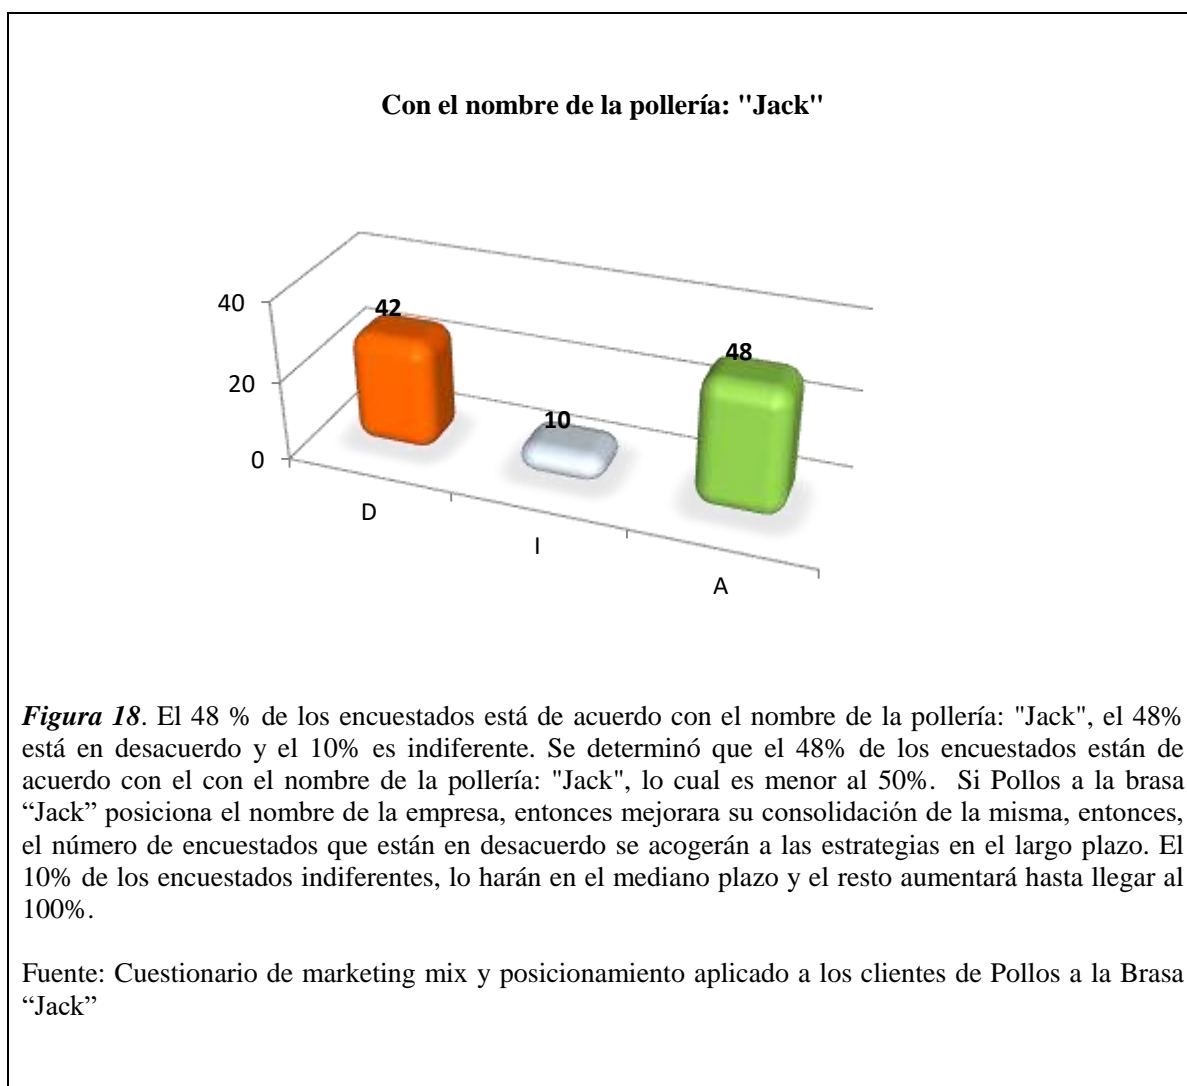 Con el nombre de la pollería: "Jack"
40
20
0
42
10
48
D
I
A
Figura 18. El 48 % de los encuestados está de acuerdo con el nombre de la pollería: "Jack", el 48%
está en desacuerdo y el 10% es indiferente. Se determinó que el 48% de los encuestados están de
acuerdo con el con el nombre de la pollería: "Jack", lo cual es menor al 50%. Si Pollos a la brasa
“Jack” posiciona el nombre de la empresa, entonces mejorara su consolidación de la misma, entonces,
el número de encuestados que están en desacuerdo se acogerán a las estrategias en el largo plazo. El
10% de los encuestados indiferentes, lo harán en el mediano plazo y el resto aumentará hasta llegar al
100%.
Fuente: Cuestionario de marketing mix y posicionamiento aplicado a los clientes de Pollos a la Brasa
“Jack”